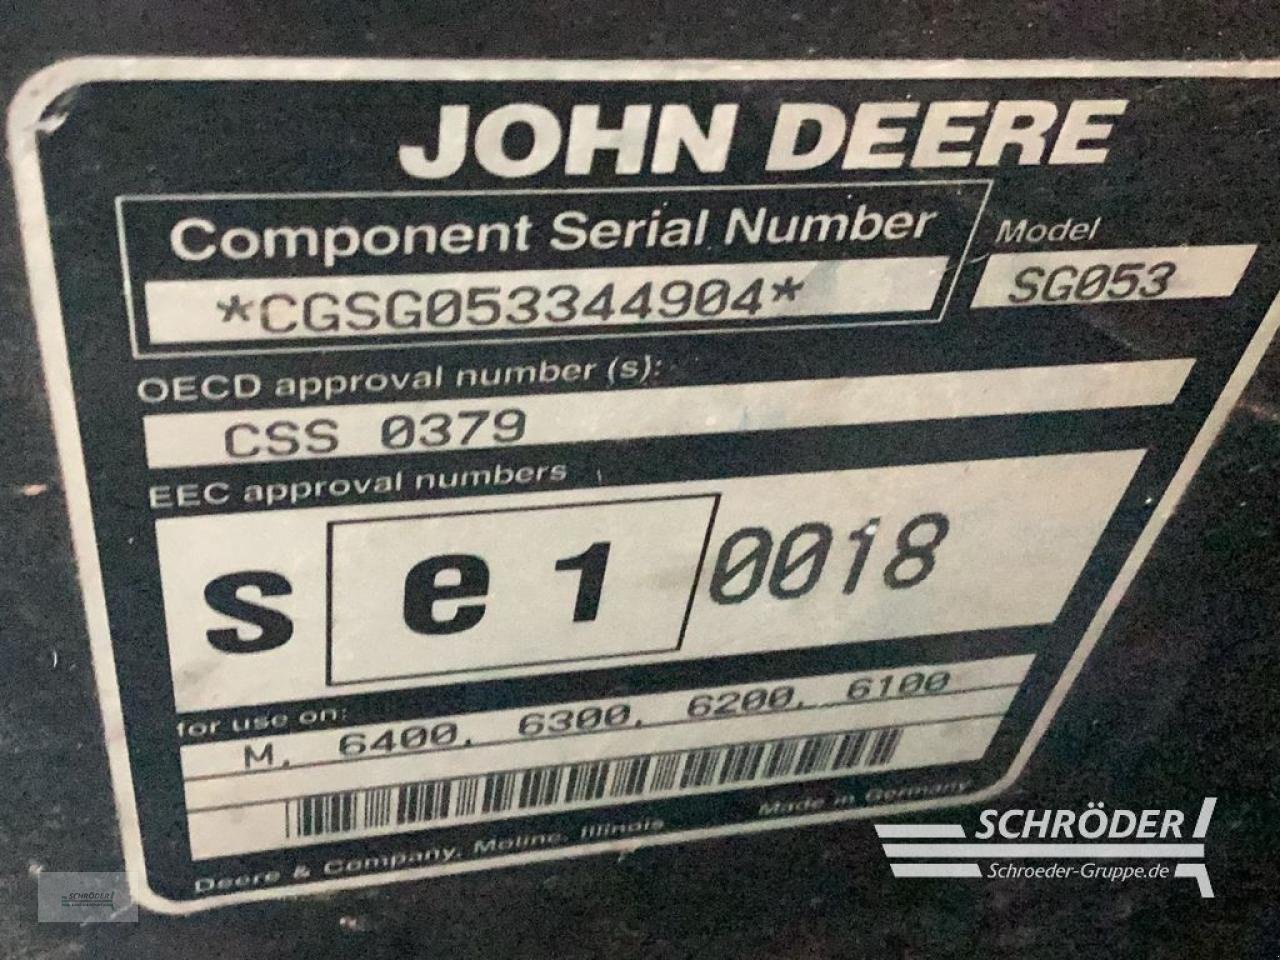 JOHN DEERE
Component Serial Number
Model
*CGSG053344904*
SG053
OECD approval number (s):
CSS 0379
EEC approval numbers
s e 1 0018
for use on:
M, 6400, 6300, 6200, 6100
Made in Germany
Deere & Company, Moline, Illinois
SCHRÖDER
Schroeder-Gruppe.de
SCHRÖDER